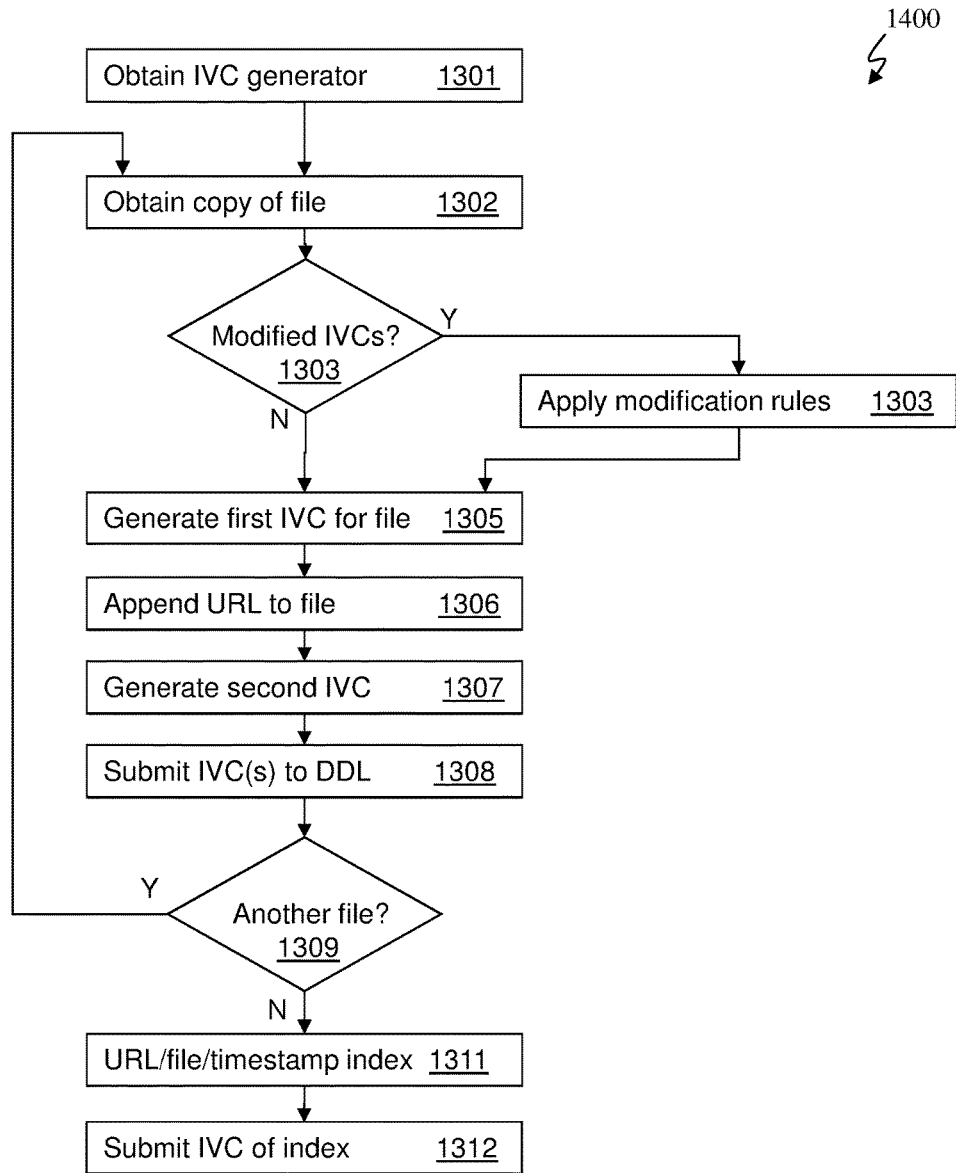 1400
Obtain IVC generator 1301
Obtain copy of file 1302
Modified IVCs?
1303
Y
N
Apply modification rules 1303
Generate first IVC for file 1305
Append URL to file 1306
Generate second IVC 1307
Submit IVC(s) to DDL 1308
Y
Another file?
1309
N
URL/file/timestamp index 1311
Submit IVC of index 1312